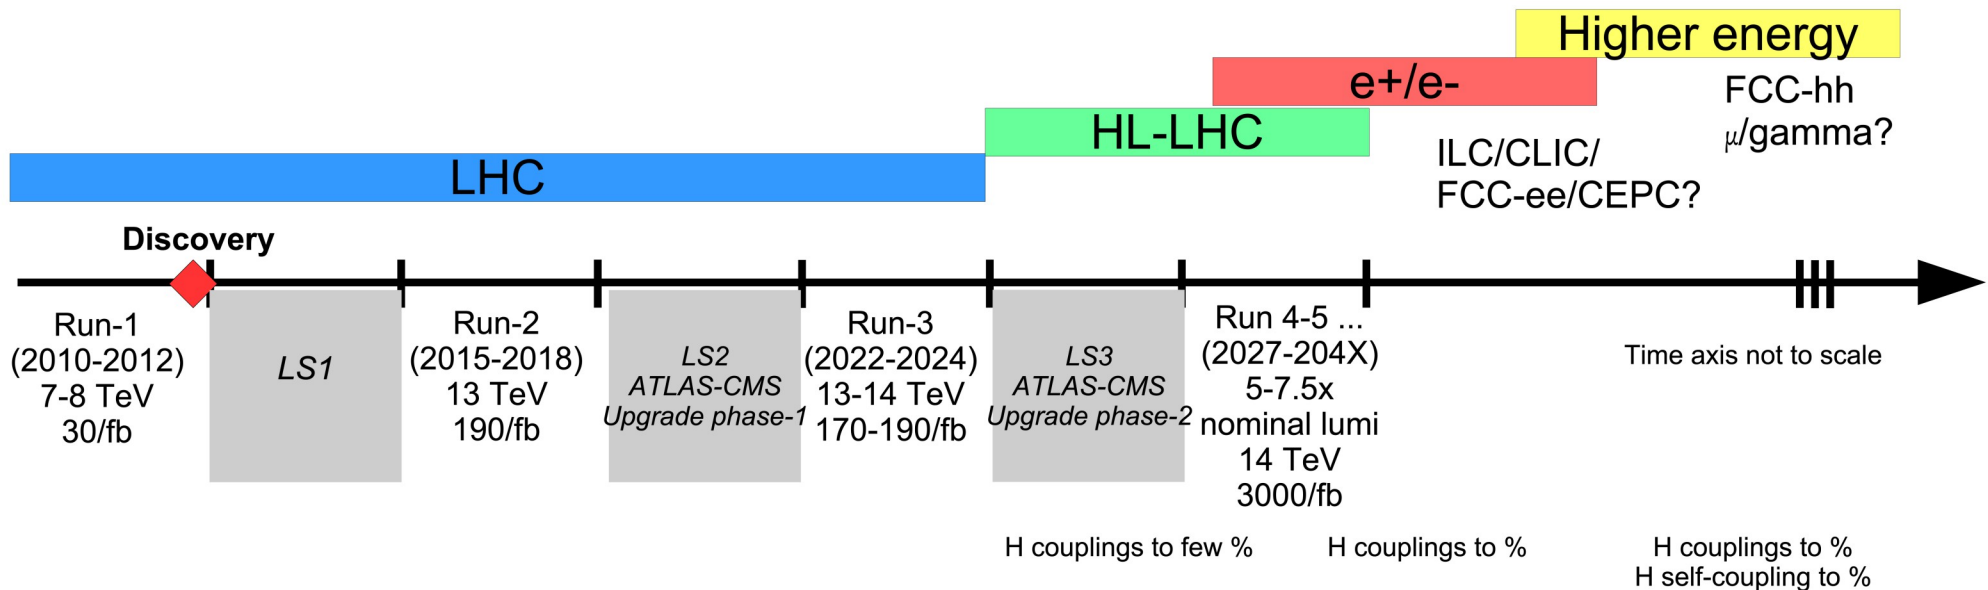 Higher energy
e+/e-
FCC-hh
μ/gamma?
HL-LHC
ILC/CLIC/
FCC-ee/CEPC?
LHC
Discovery
Run-1
(2010-2012)
7-8 TeV
30/fb
LS1
Run-2
(2015-2018)
13 TeV
190/fb
LS2
ATLAS-CMS
Upgrade phase-1
Run-3
(2022-2024)
13-14 TeV
170-190/fb
LS3
ATLAS-CMS
Upgrade phase-2
Run 4-5 ...
(2027-204X)
5-7.5x
nominal lumi
14 TeV
3000/fb
Time axis not to scale
H couplings to few %
H couplings to %
H couplings to %
H self-coupling to %